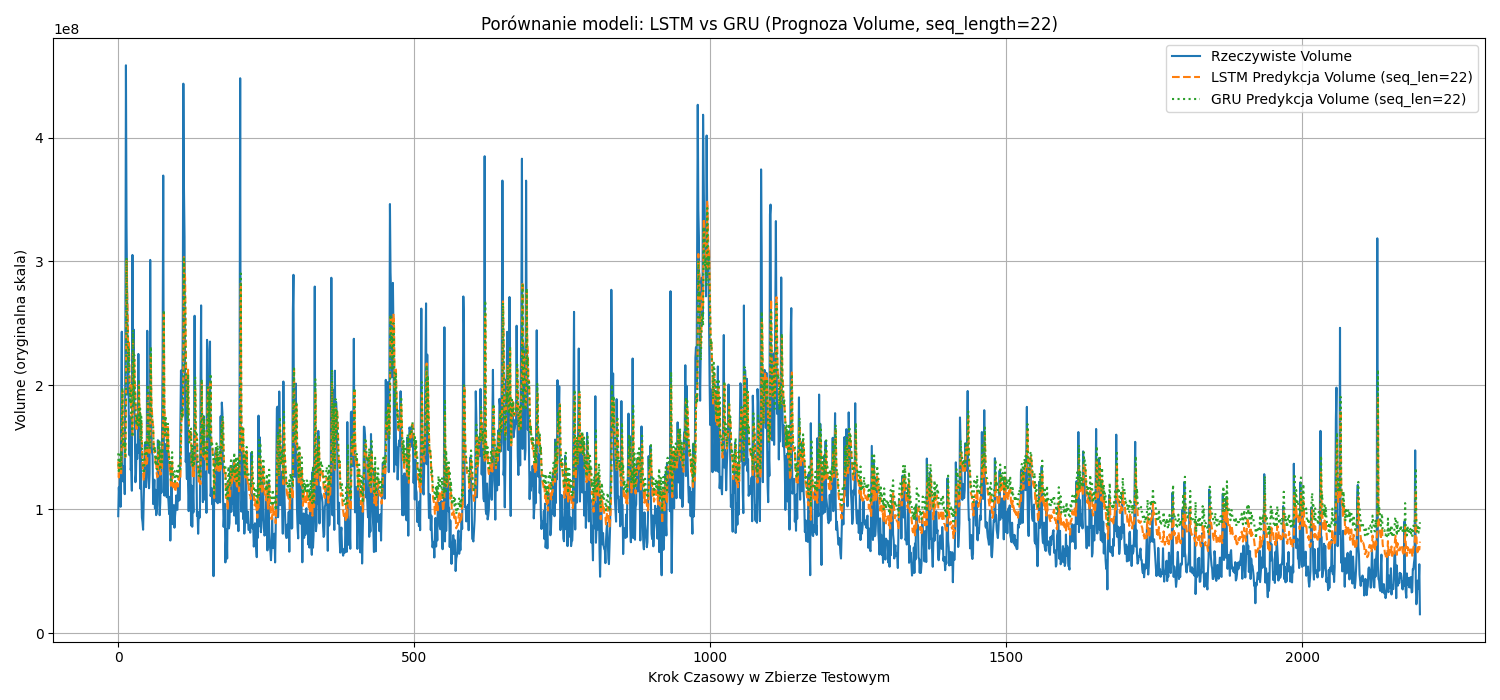 Porównanie modeli: LSTM vs GRU (Prognoza Volume, seq_length=22)
1e8
Rzeczywiste Volume
LSTM Predykcja Volume (seq_len=22)
GRU Predykcja Volume (seq_len=22)
Volume (oryginalna skala)
4
3
2
1
0
0 500 1000 1500 2000
Krok Czasowy w Zbierze Testowym